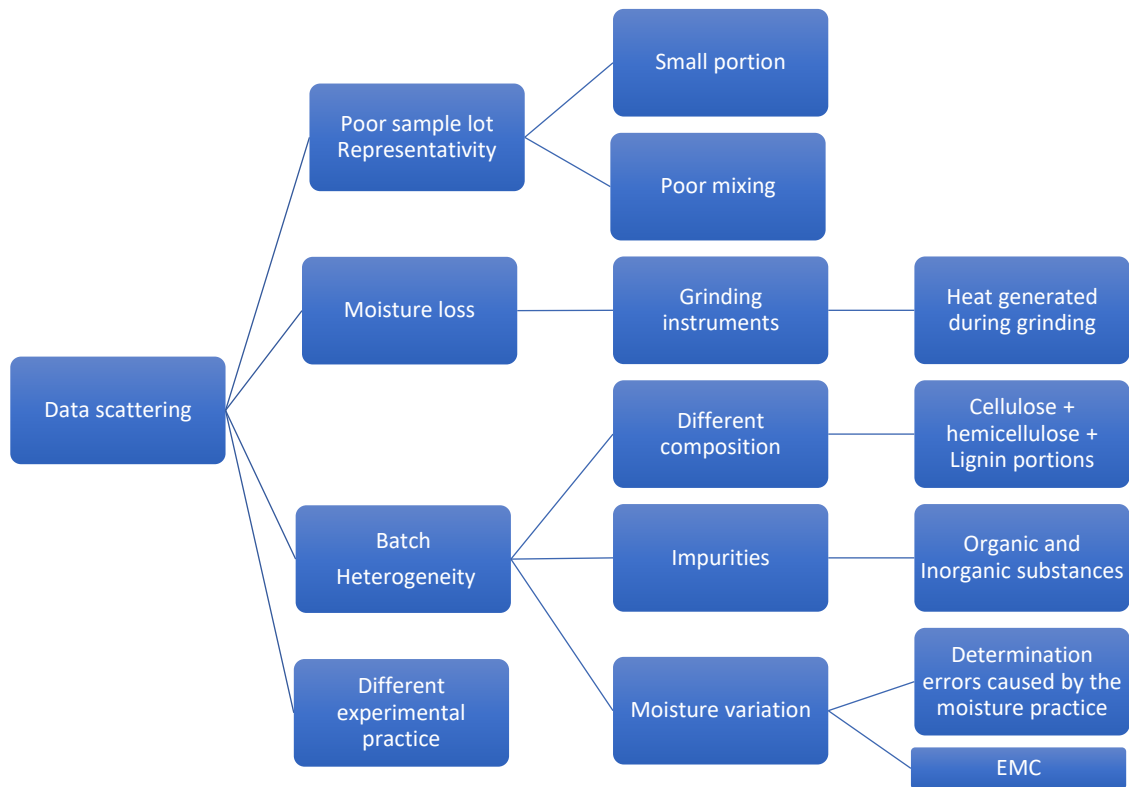 Small portion
Poor sample lot
Representativity
Poor mixing
Moisture loss
Grinding
instruments
Heat generated
during grinding
Data scattering
Different
composition
Cellulose +
hemicellulose +
Lignin portions
Batch
Heterogeneity
Impurities
Organic and
Inorganic substances
Different
experimental
practice
Moisture variation
Determination
errors caused by the
moisture practice
EMC